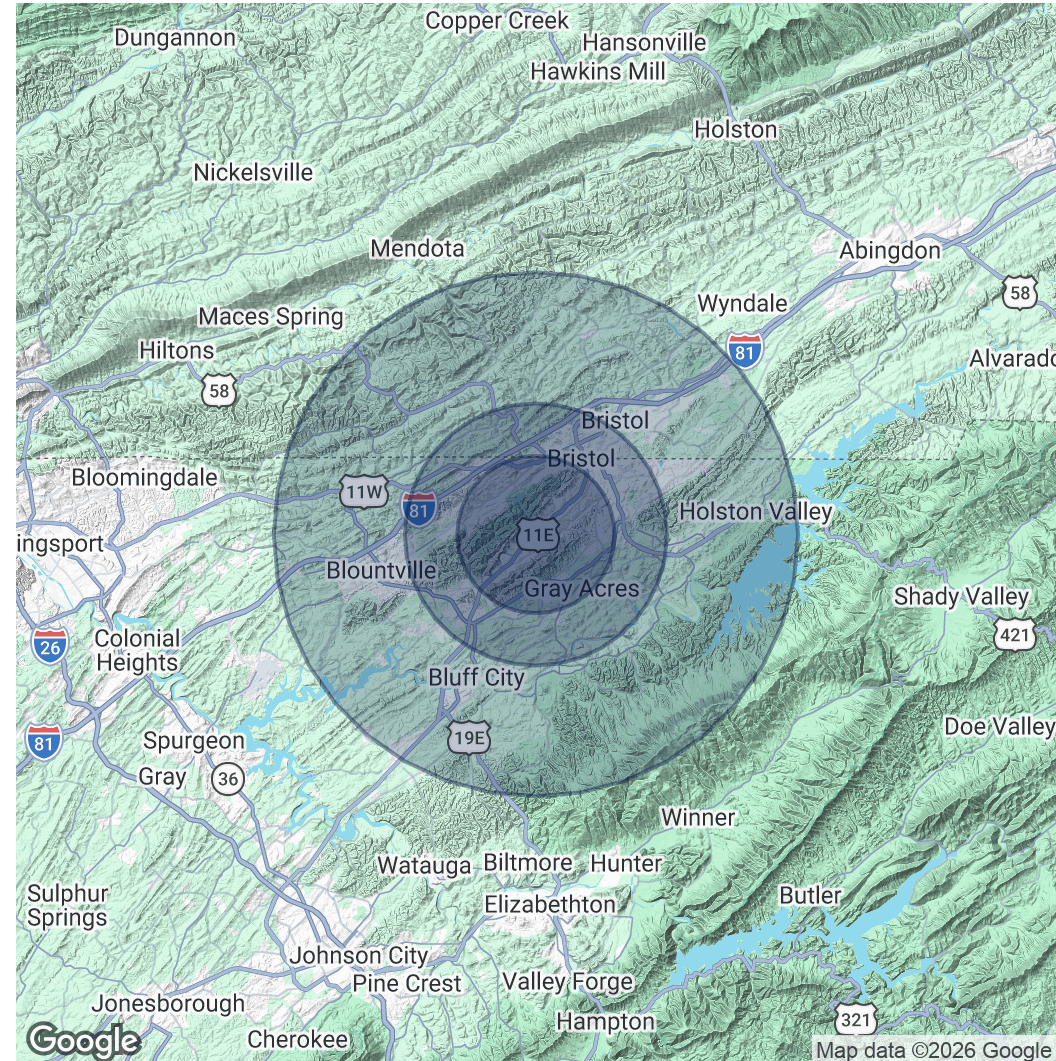 Copper Creek
Dungannon
Hansonville
Hawkins Mill
Holston
Nickelsville
Mendota
Abingdon
58
Wyndale
Maces Spring
81
Hiltons
Alvarado
58
Bristol
Bristol
Bloomingdale
11W
81
Holston Valley
11E
ingsport
Blountville
Gray Acres
Shady Valley
421
26
Colonial
Heights
Bluff City
Doe Valley
81
Spurgeon
19E
Gray
36
Winner
Watauga
Biltmore
Hunter
Sulphur
Springs
Butler
Elizabethton
Johnson City
Pine Crest
Valley Forge
Jonesborough
Hampton
321
Cherokee
Google
Map data ©2026 Google